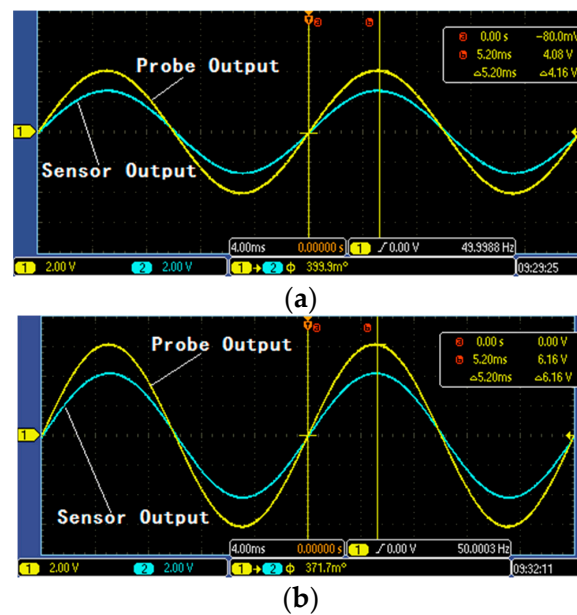 a b
a 0.00 s -80.0mV
b 5.20ms 4.08 V
△5.20ms △4.16 V
Probe Output
1
Sensor Output
4.00ms 0.00000 s 1 0.00 V 49.9988 Hz
1 2.00 V 2 2.00 V 1 → 2 Φ 399.9m° 09:29:25
(a)
a b
a 0.00 s 0.00 V
b 5.20ms 6.16 V
△5.20ms △6.16 V
Probe Output
1
Sensor Output
4.00ms 0.00000 s 1 0.00 V 50.0003 Hz
1 2.00 V 2 2.00 V 1 → 2 Φ 371.7m° 09:32:11
(b)